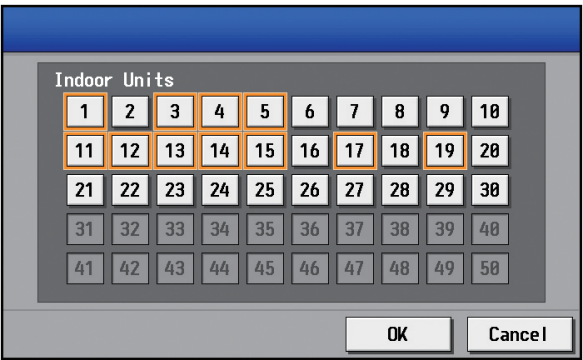 Indoor Units
1 2 3 4 5 6 7 8 9 10
11 12 13 14 15 16 17 18 19 20
21 22 23 24 25 26 27 28 29 30
31 32 33 34 35 36 37 38 39 40
41 42 43 44 45 46 47 48 49 50
OK Cancel